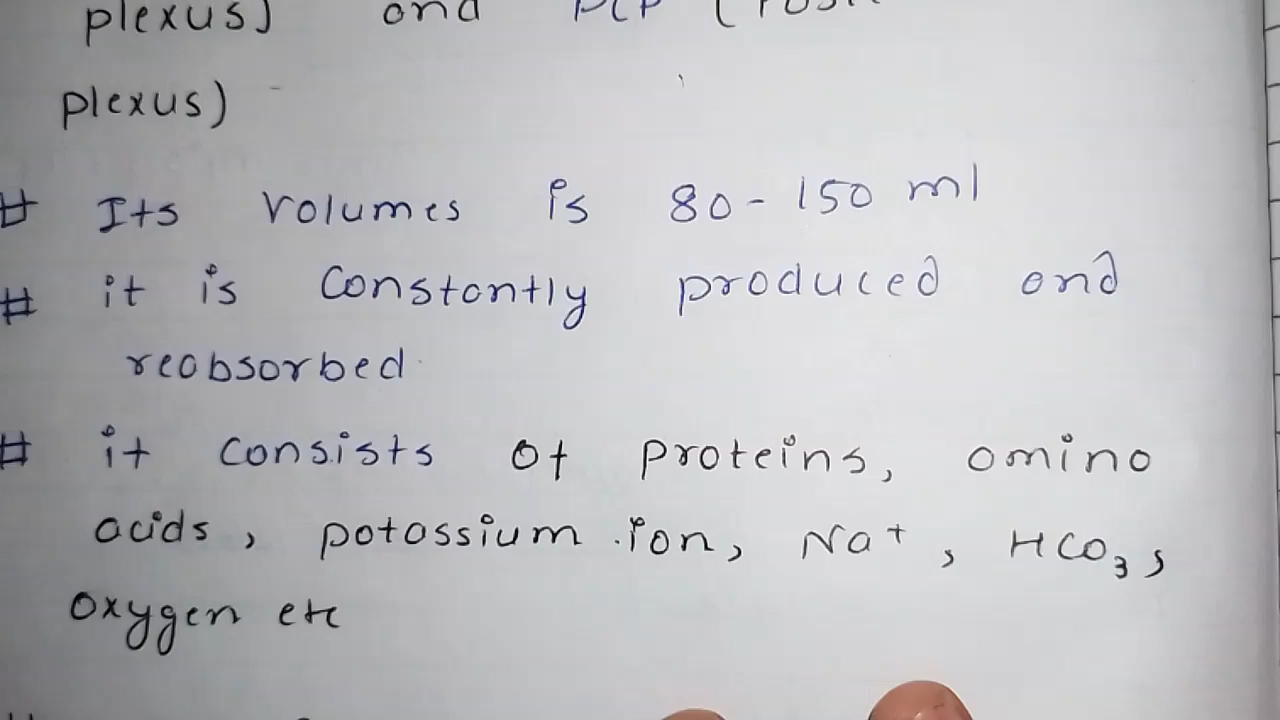 plexus) and PCP (
plexus)
# Its volumes is 80-150 ml
# it is constantly produced and
reabsorbed
# it consists of proteins, amino
acids, potassium ion, Na+, HCO3,
oxygen etc